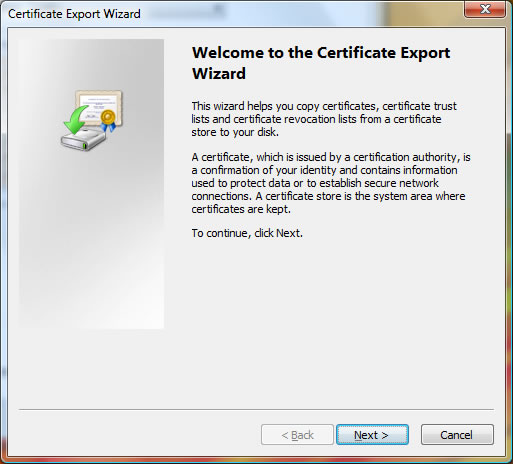 Certificate Export Wizard
Welcome to the Certificate Export
Wizard
This wizard helps you copy certificates, certificate trust
lists and certificate revocation lists from a certificate
store to your disk.
A certificate, which is issued by a certification authority, is
a confirmation of your identity and contains information
used to protect data or to establish secure network
connections. A certificate store is the system area where
certificates are kept.
To continue, click Next.
< Back
Next >
Cancel